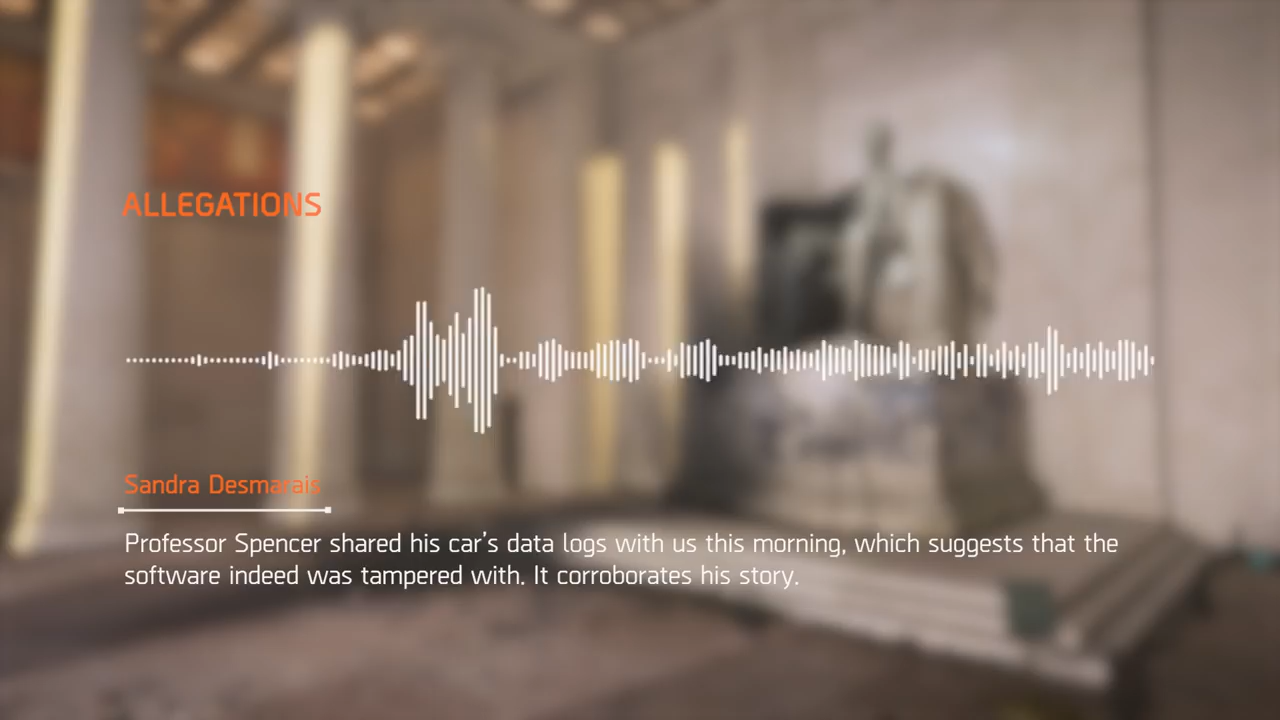 ALLEGATIONS
Sandra Desmarais
Professor Spencer shared his car's data logs with us this morning, which suggests that the
software indeed was tampered with. It corroborates his story.